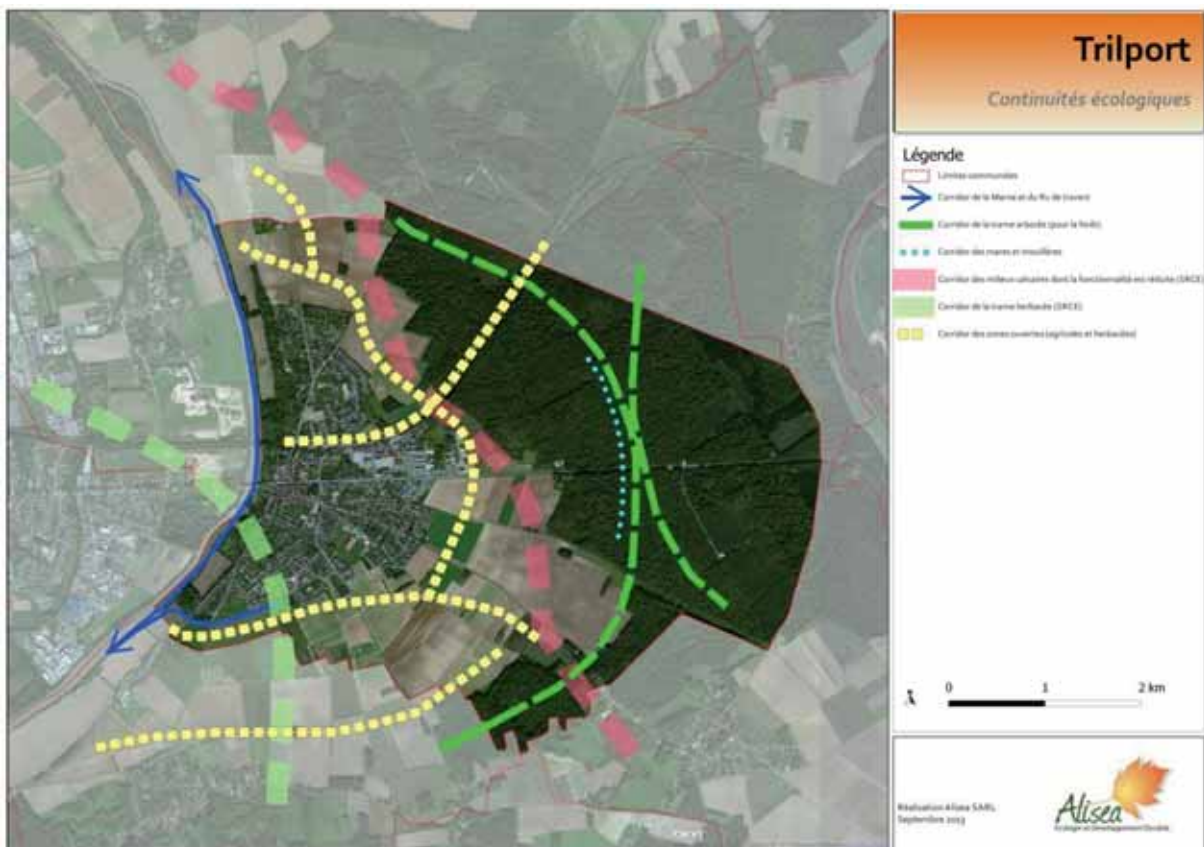 Trilport
Continuités écologiques
Légende
Limites communales
Corridor de la Marne et du Ru de
Corridor de la trame arborée (pour la forêt)
Corridor des mares et mouillères
Corridor des milieux calcaires dont la fonctionnalité est réduite (SRCE)
Corridor de la trame herbacée (SRCE)
Corridor des zones ouvertes (agricoles et herbacées)
0 1 2 km
Réalisation Alisea SARL
Septembre 2013
Alisea
Ecologie et Développement Durable